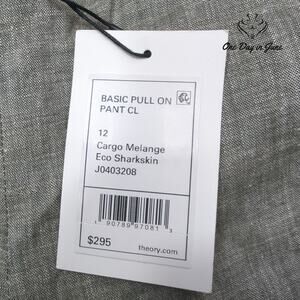 One Day in June
BASIC PULL ON
PANT CL
12
Cargo Melange
Eco Sharkskin
J0403208
1 90789 97081 3
$295
theory.com